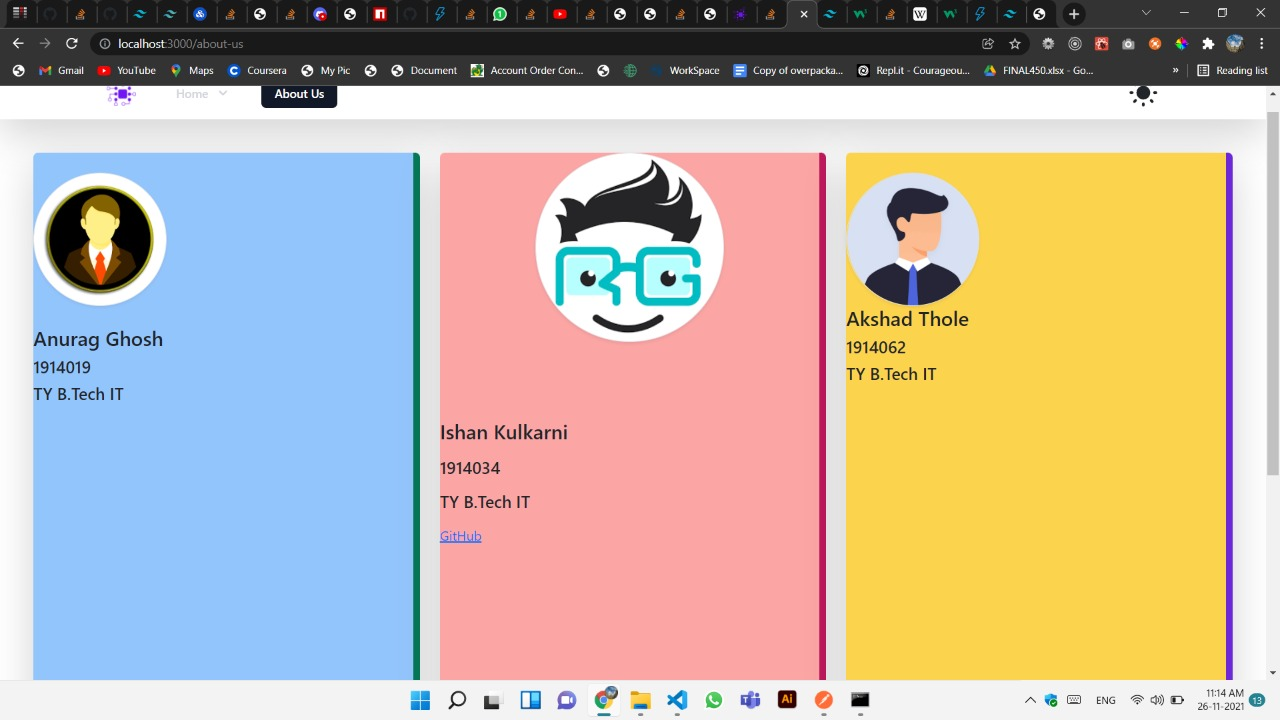 localhost:3000/about-us
Gmail
YouTube
Maps
Coursera
My Pic
Document
Account Order Con...
WorkSpace
Copy of overpacka...
Repl.it - Courageou...
FINAL450.xlsx - Go...
»
Reading list
Home
About Us
Anurag Ghosh
1914019
TY B.Tech IT
RG
Ishan Kulkarni
1914034
TY B.Tech IT
GitHub
Akshad Thole
1914062
TY B.Tech IT
Ai
ENG
11:14 AM
26-11-2021
13